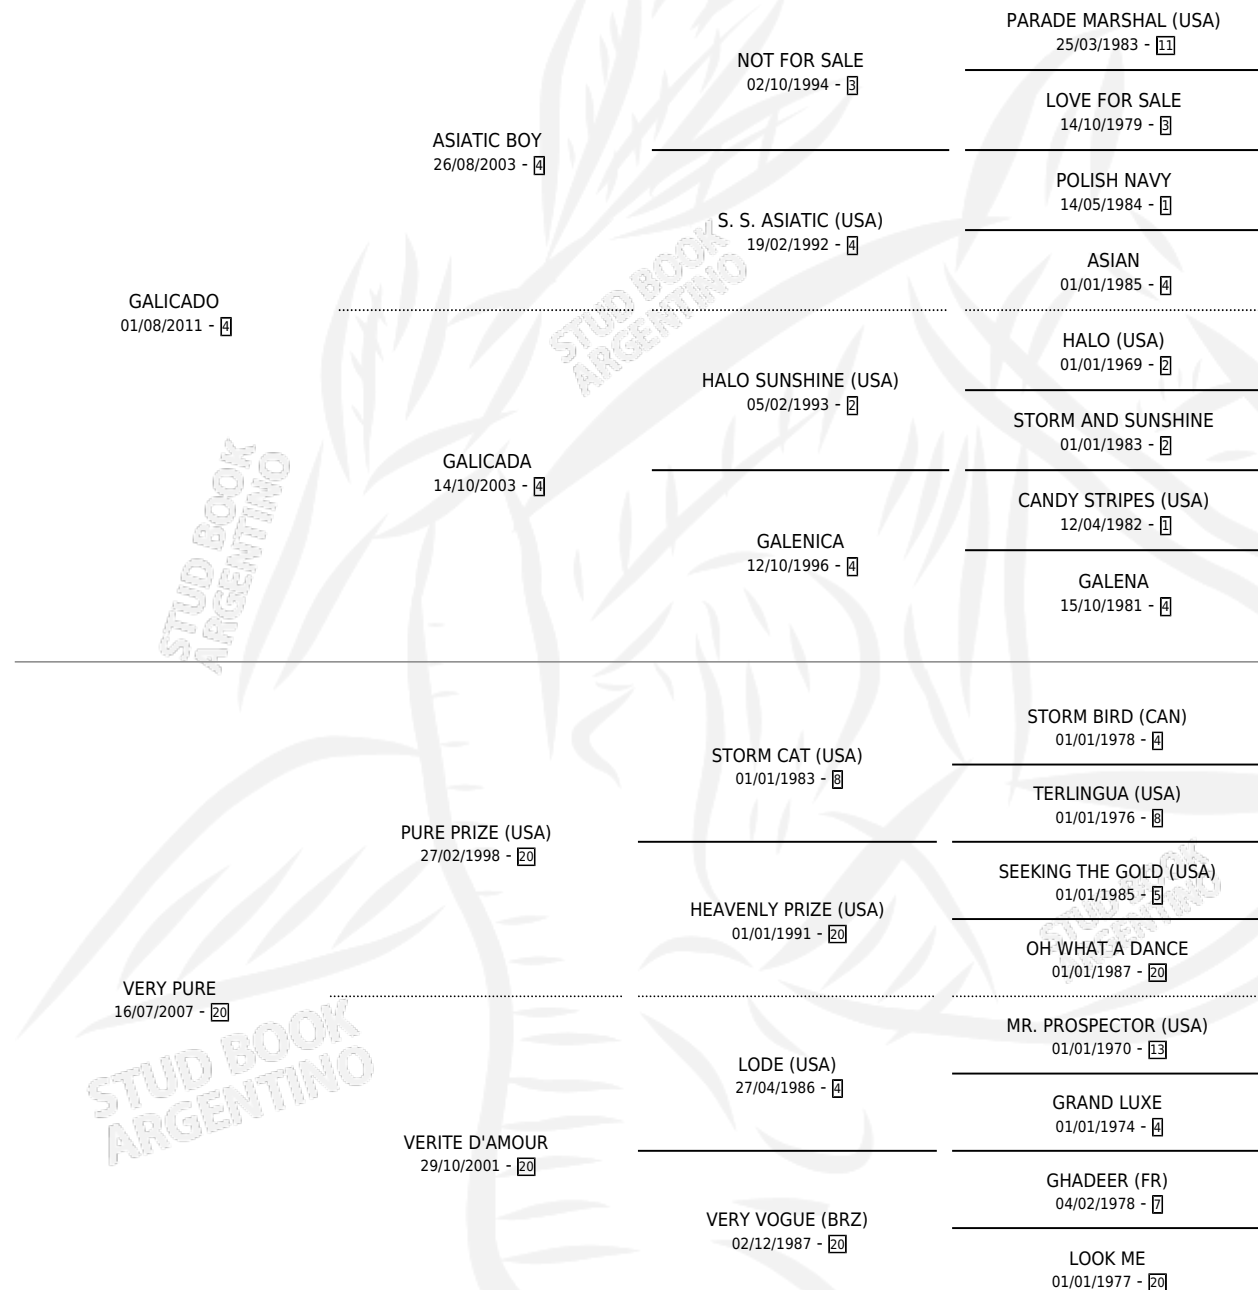 PARADE MARSHAL (USA)
25/03/1983 - 11
NOT FOR SALE
02/10/1994 - 3
LOVE FOR SALE
14/10/1979 - 3
ASIATIC BOY
26/08/2003 - 4
POLISH NAVY
14/05/1984 - 1
S. S. ASIATIC (USA)
19/02/1992 - 4
ASIAN
01/01/1985 - 4
GALICADO
01/08/2011 - 4
STUD BOOK
ARGENTINO
HALO (USA)
01/01/1969 - 2
HALO SUNSHINE (USA)
05/02/1993 - 2
STORM AND SUNSHINE
01/01/1983 - 2
GALICADA
14/10/2003 - 4
CANDY STRIPES (USA)
12/04/1982 - 1
GALENICA
12/10/1996 - 4
GALENA
15/10/1981 - 4
STUD BOOK
ARGENTINO
STORM BIRD (CAN)
01/01/1978 - 4
STORM CAT (USA)
01/01/1983 - 8
TERLINGUA (USA)
01/01/1976 - 8
PURE PRIZE (USA)
27/02/1998 - 20
SEEKING THE GOLD (USA)
01/01/1985 - 5
HEAVENLY PRIZE (USA)
01/01/1991 - 20
STUD BOOK
ARGENTINO
OH WHAT A DANCE
01/01/1987 - 20
VERY PURE
16/07/2007 - 20
MR. PROSPECTOR (USA)
01/01/1970 - 13
LODE (USA)
27/04/1986 - 4
STUD BOOK
ARGENTINO
GRAND LUXE
01/01/1974 - 4
VERITE D'AMOUR
29/10/2001 - 20
GHADEER (FR)
04/02/1978 - 7
VERY VOGUE (BRZ)
02/12/1987 - 20
LOOK ME
01/01/1977 - 20